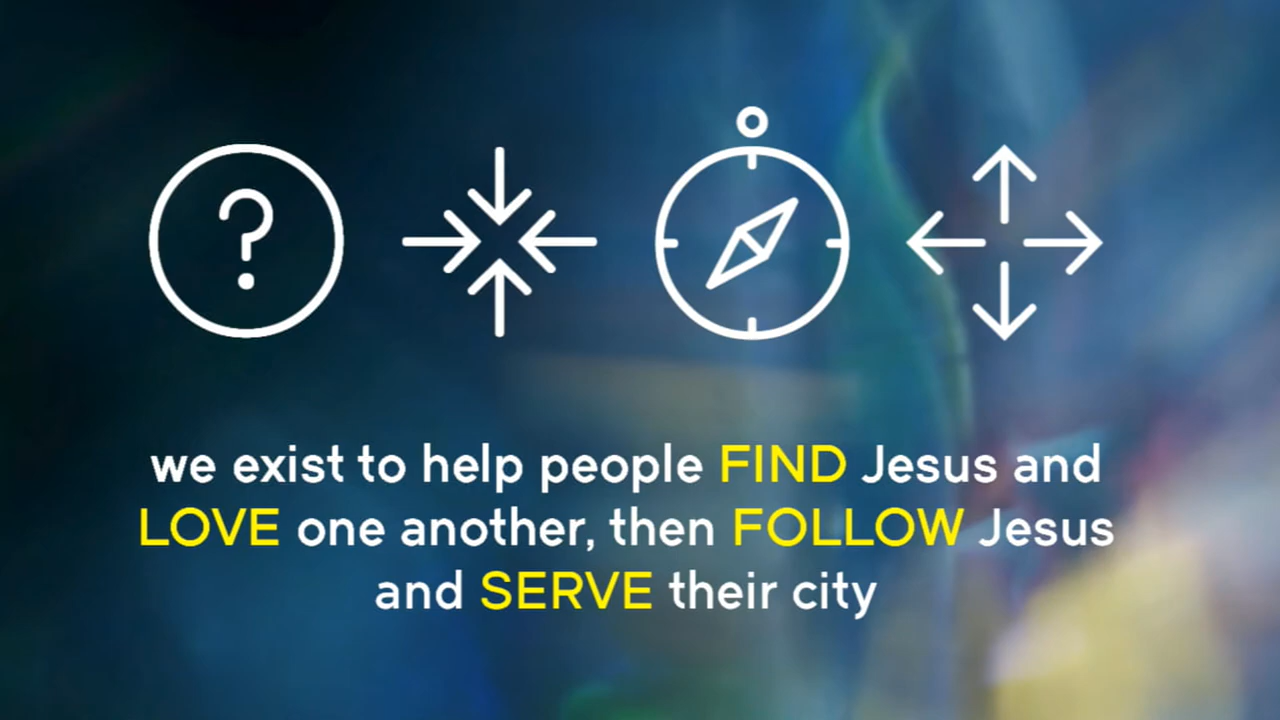 ?
we exist to help people FIND Jesus and
LOVE one another, then FOLLOW Jesus
and SERVE their city